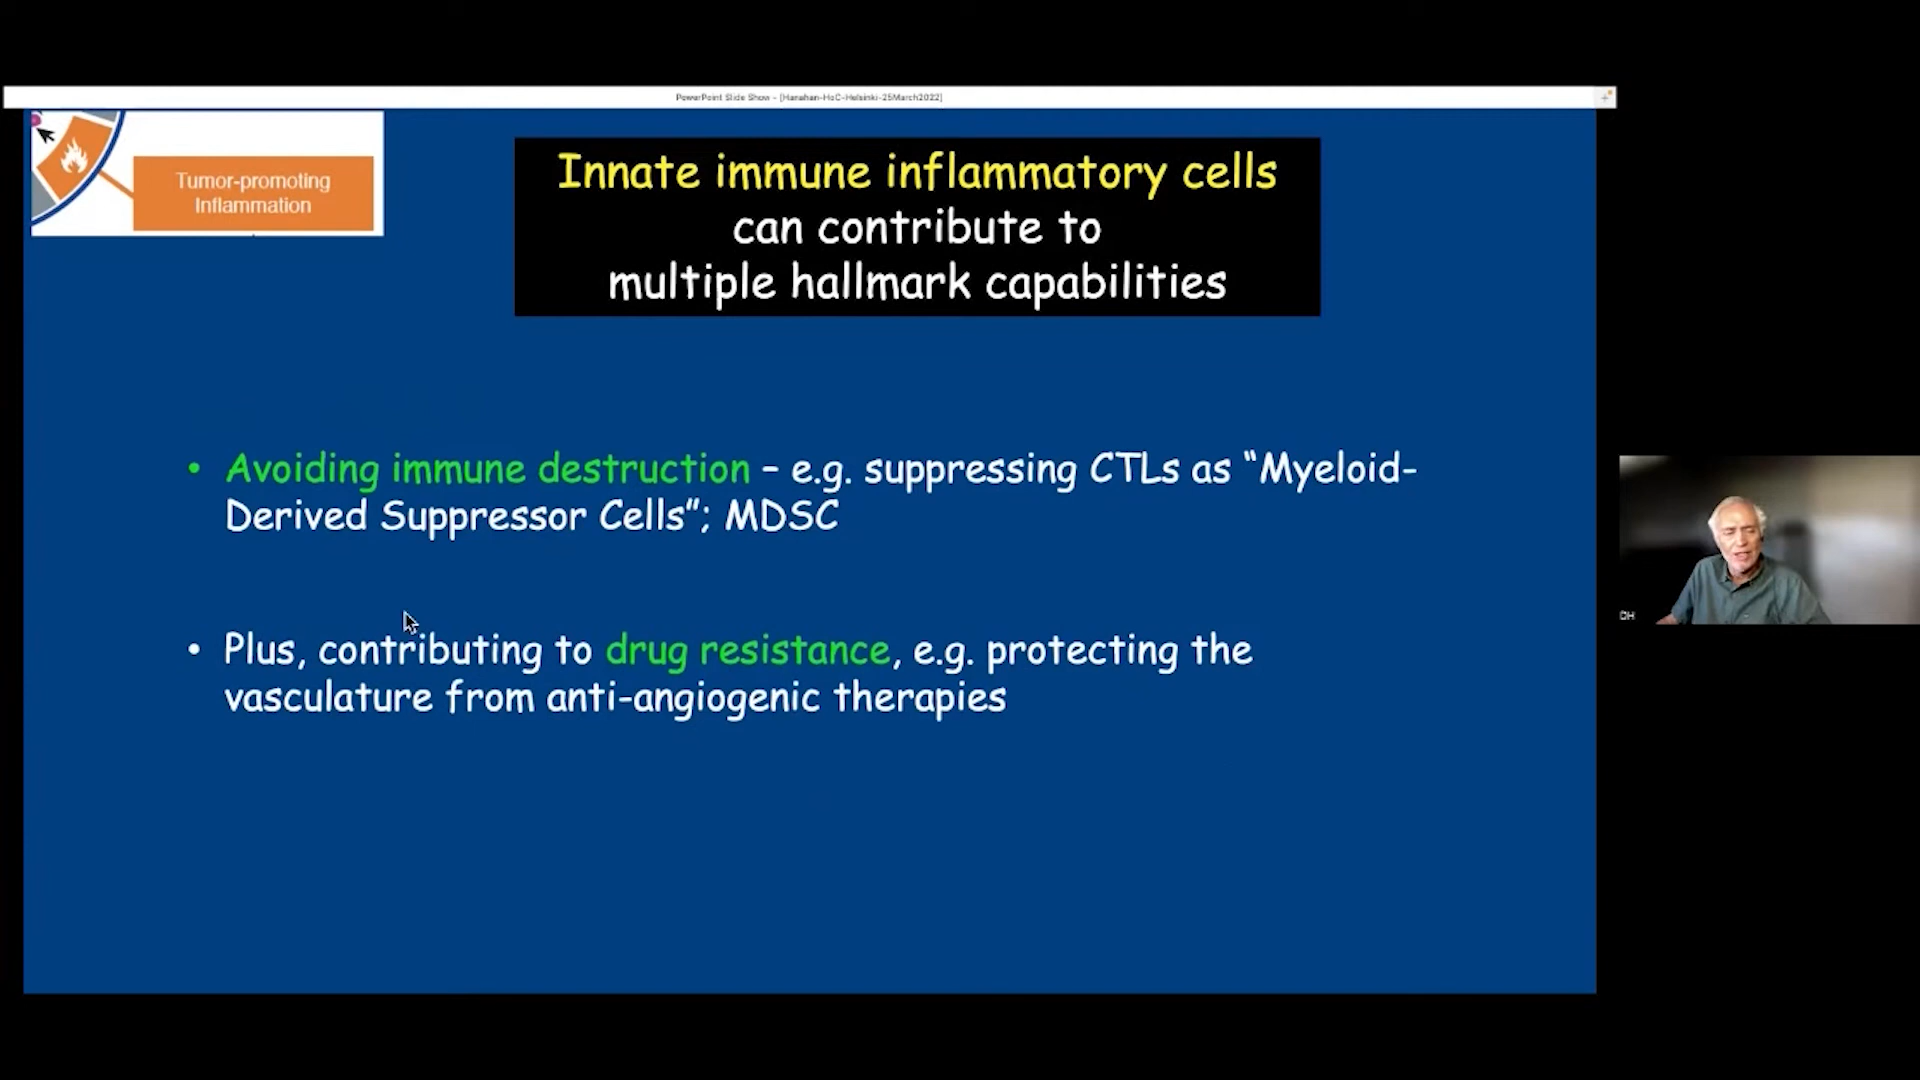 PowerPoint Slide Show - [Hanahan-HoC-Helsinki-25March2022]
Tumor-promoting
Inflammation
Innate immune inflammatory cells
can contribute to
multiple hallmark capabilities
• Avoiding immune destruction – e.g. suppressing CTLs as “Myeloid-
Derived Suppressor Cells”; MDSC
• Plus, contributing to drug resistance, e.g. protecting the
vasculature from anti-angiogenic therapies
DH